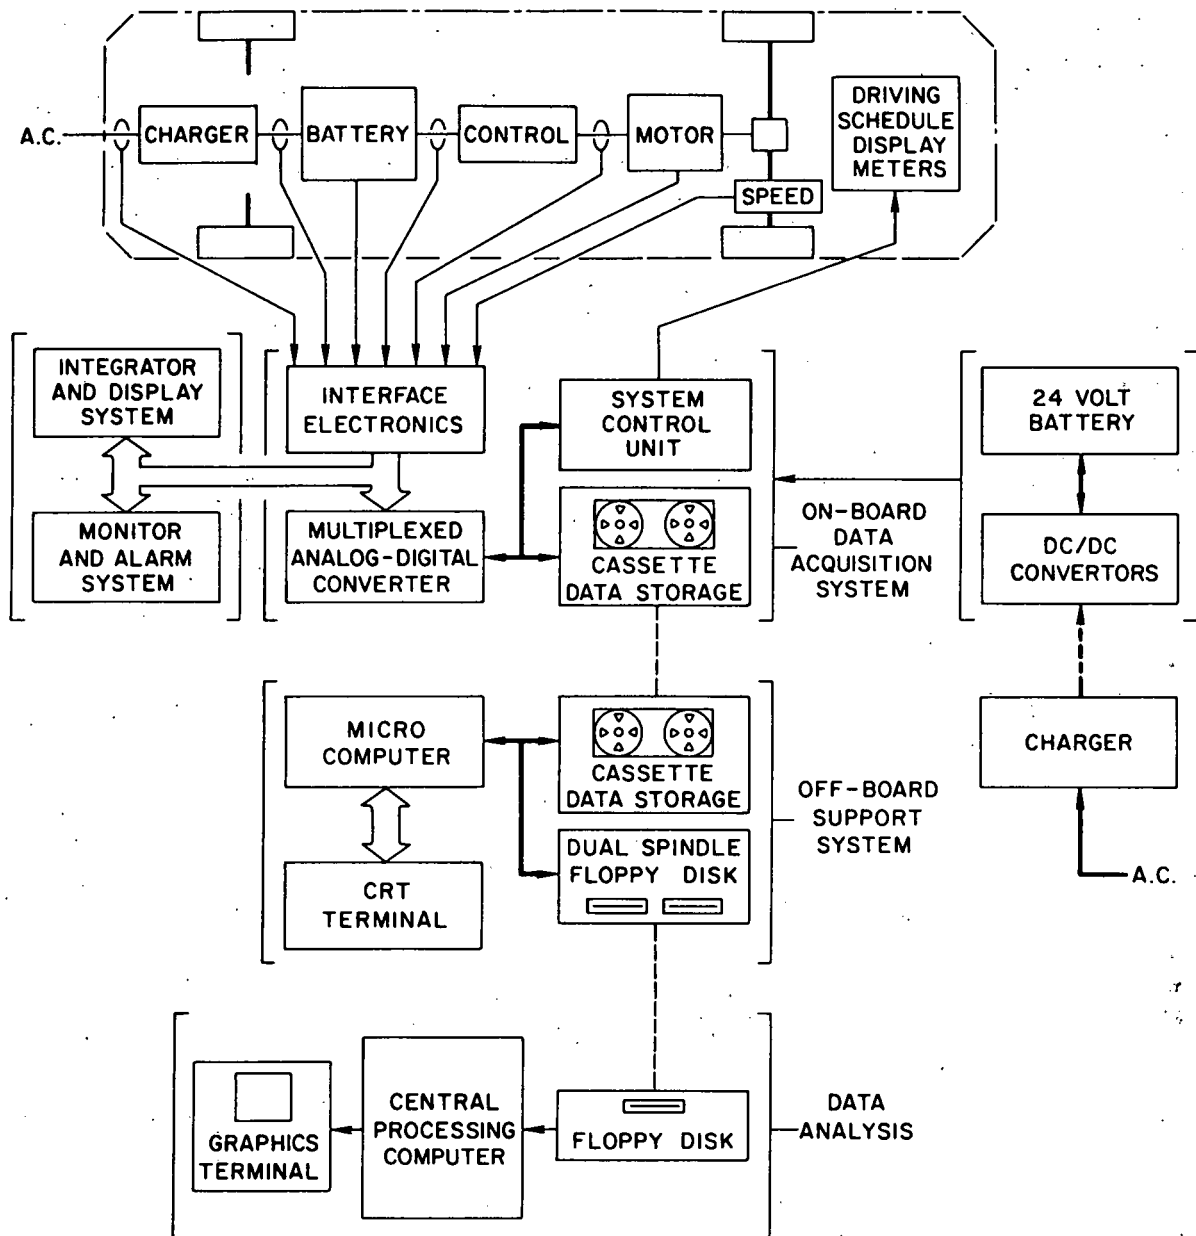 A.C.
CHARGER
BATTERY
CONTROL
MOTOR
SPEED
DRIVING
SCHEDULE
DISPLAY
METERS
INTEGRATOR
AND DISPLAY
SYSTEM
MONITOR
AND ALARM
SYSTEM
INTERFACE
ELECTRONICS
MULTIPLEXED
ANALOG-DIGITAL
CONVERTER
SYSTEM
CONTROL
UNIT
CASSETTE
DATA STORAGE
ON-BOARD
DATA
ACQUISITION
SYSTEM
24 VOLT
BATTERY
DC/DC
CONVERTORS
CHARGER
A.C.
MICRO
COMPUTER
CRT
TERMINAL
CASSETTE
DATA STORAGE
DUAL SPINDLE
FLOPPY DISK
OFF-BOARD
SUPPORT
SYSTEM
GRAPHICS
TERMINAL
CENTRAL
PROCESSING
COMPUTER
FLOPPY DISK
DATA
ANALYSIS